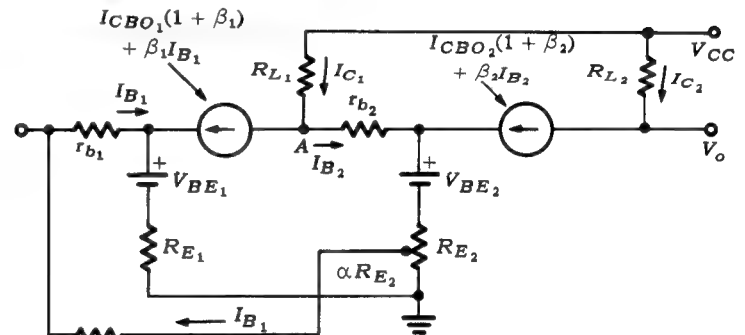 I_{CBO_1}(1 + β_1)
+ β_1 I_{B_1}
I_{CBO_2}(1 + β_2)
+ β_2 I_{B_2}
V_{CC}
R_{L_1}
I_{C_1}
R_{L_2}
I_{C_2}
I_{B_1}
r_{b_2}
r_{b_1}
A
I_{B_2}
V_o
+
V_{BE_1}
+
V_{BE_2}
R_{E_1}
R_{E_2}
αR_{E_2}
I_{B_1}